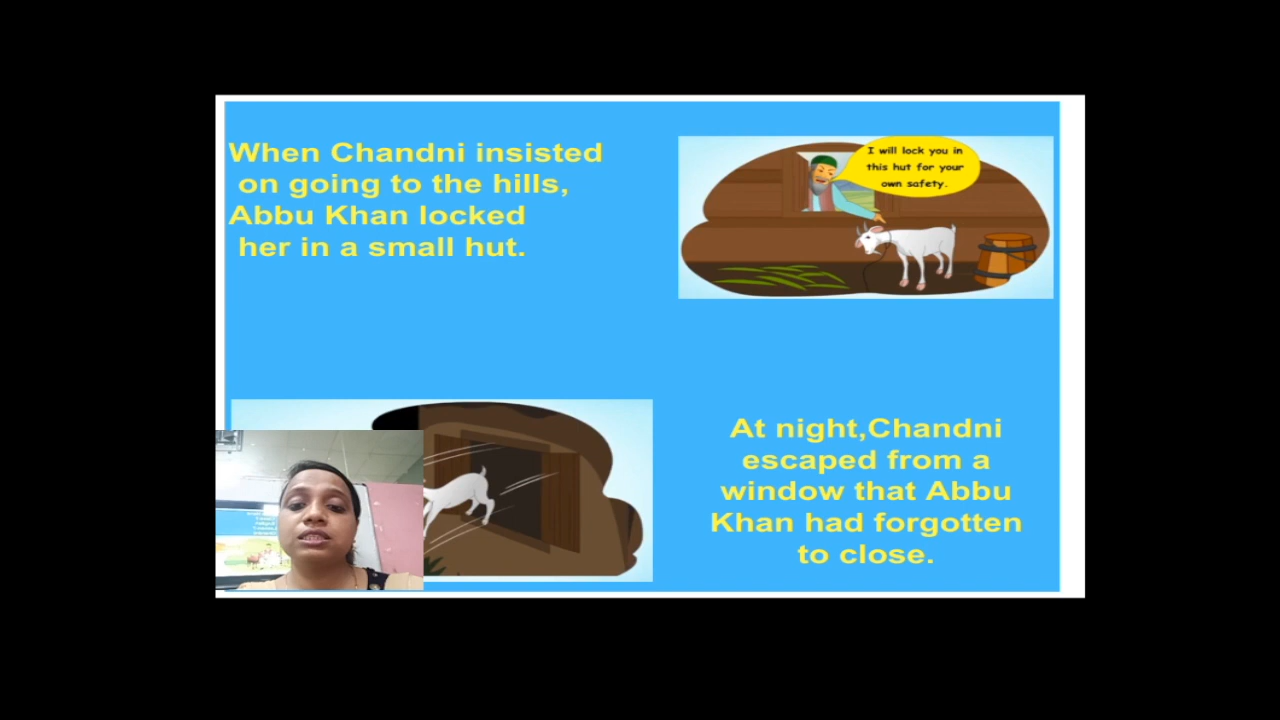 When Chandni insisted
on going to the hills,
Abbu Khan locked
her in a small hut.
I will lock you in
this hut for your
own safety.
At night,Chandni
escaped from a
window that Abbu
Khan had forgotten
to close.